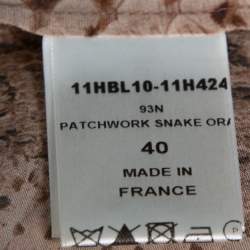 11HBL10-11H424
93N
PATCHWORK SNAKE ORA
40
MADE IN
FRANCE